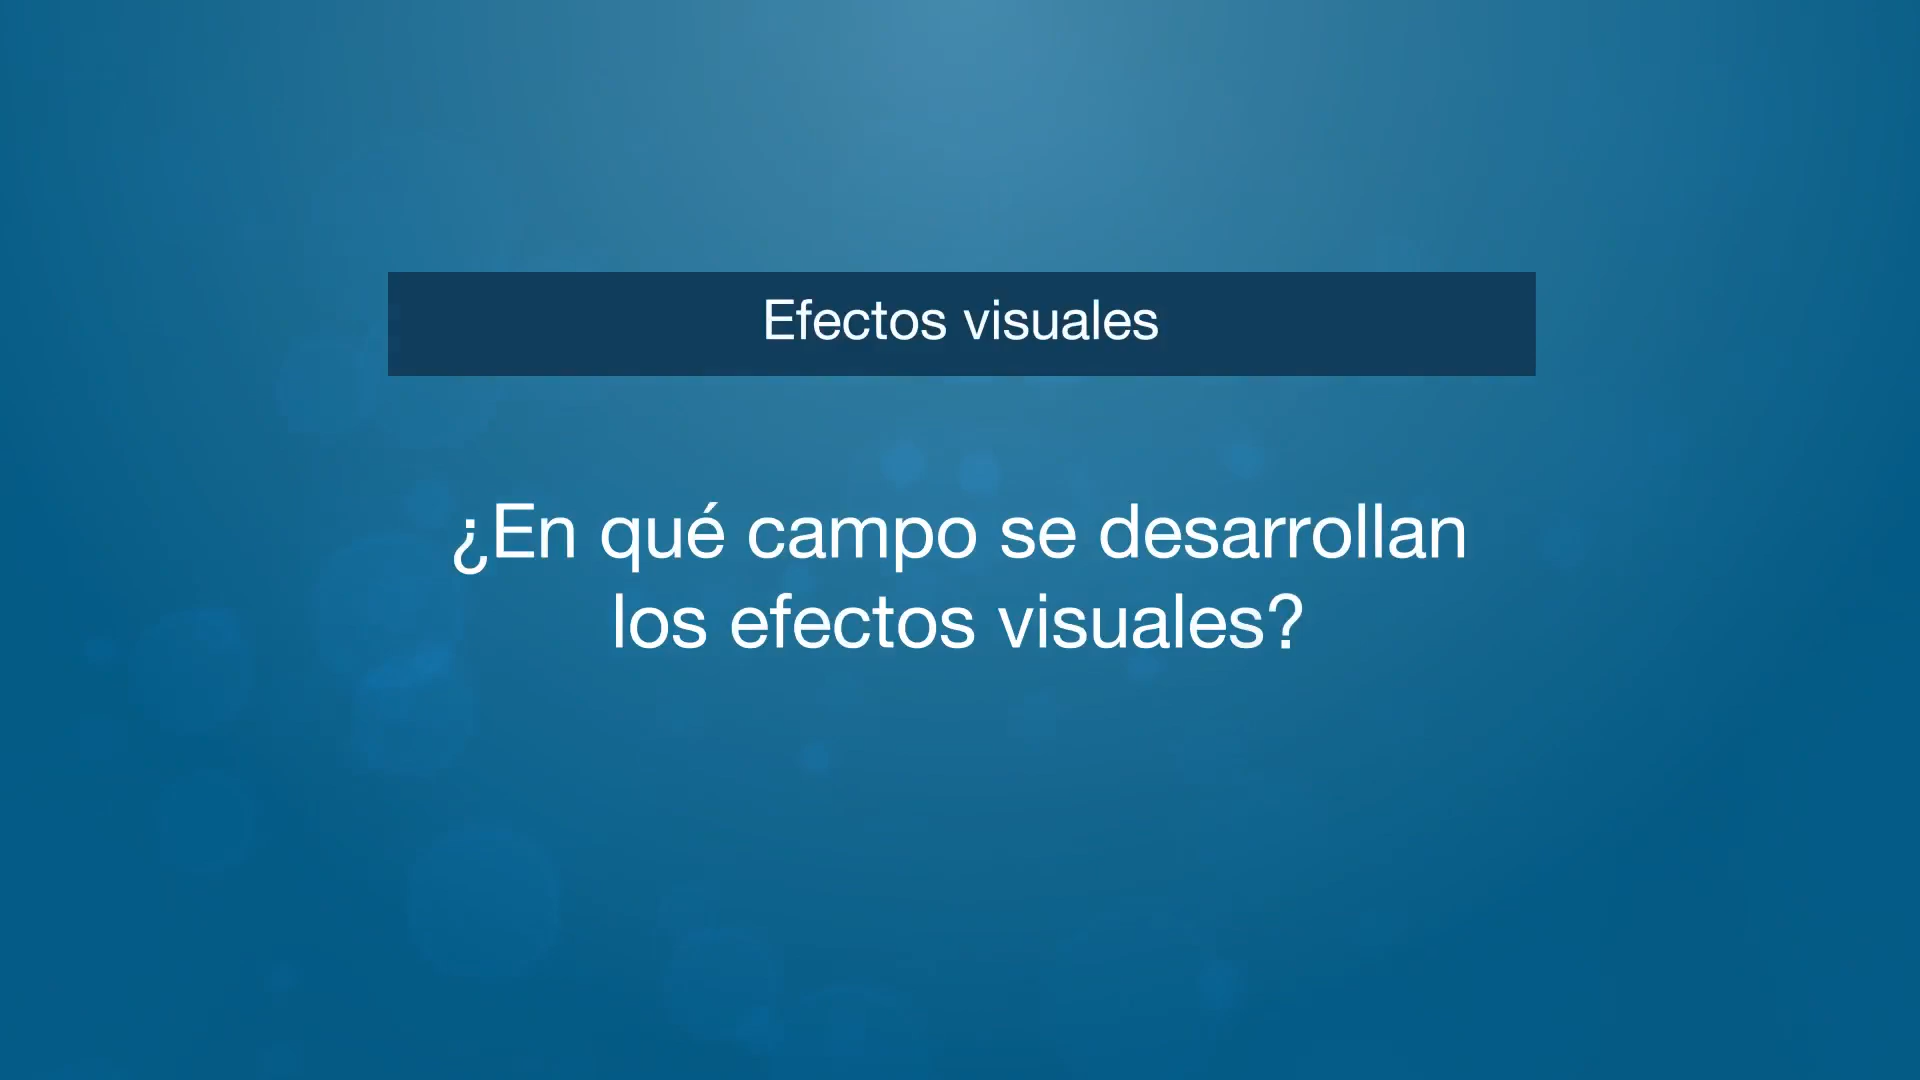 Efectos visuales
¿En qué campo se desarrollan
los efectos visuales?